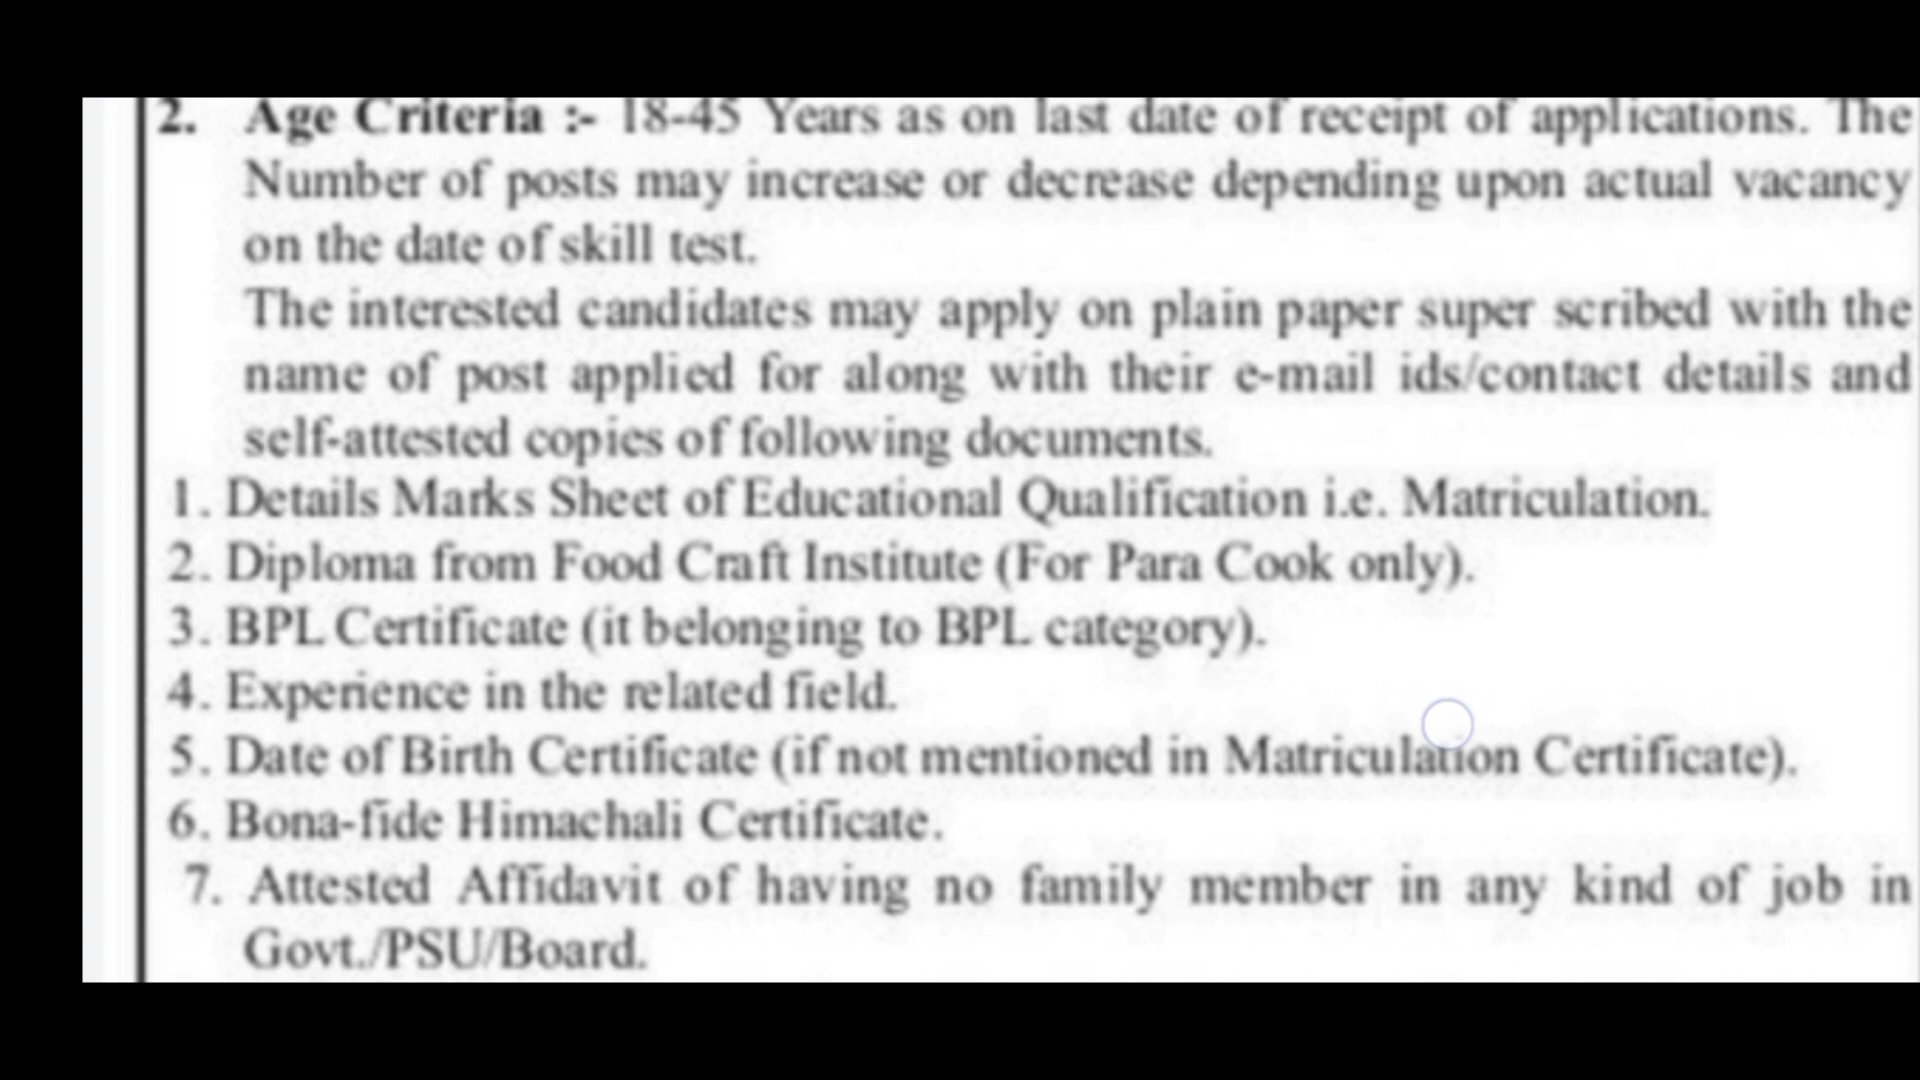 2. Age Criteria :- 18-45 Years as on last date of receipt of applications. The
Number of posts may increase or decrease depending upon actual vacancy
on the date of skill test.
The interested candidates may apply on plain paper super scribed with the
name of post applied for along with their e-mail ids/contact details and
self-attested copies of following documents.
1. Details Marks Sheet of Educational Qualification i.e. Matriculation.
2. Diploma from Food Craft Institute (For Para Cook only).
3. BPL Certificate (it belonging to BPL category).
4. Experience in the related field.
5. Date of Birth Certificate (if not mentioned in Matriculation Certificate).
6. Bona-fide Himachali Certificate.
7. Attested Affidavit of having no family member in any kind of job in
Govt./PSU/Board.